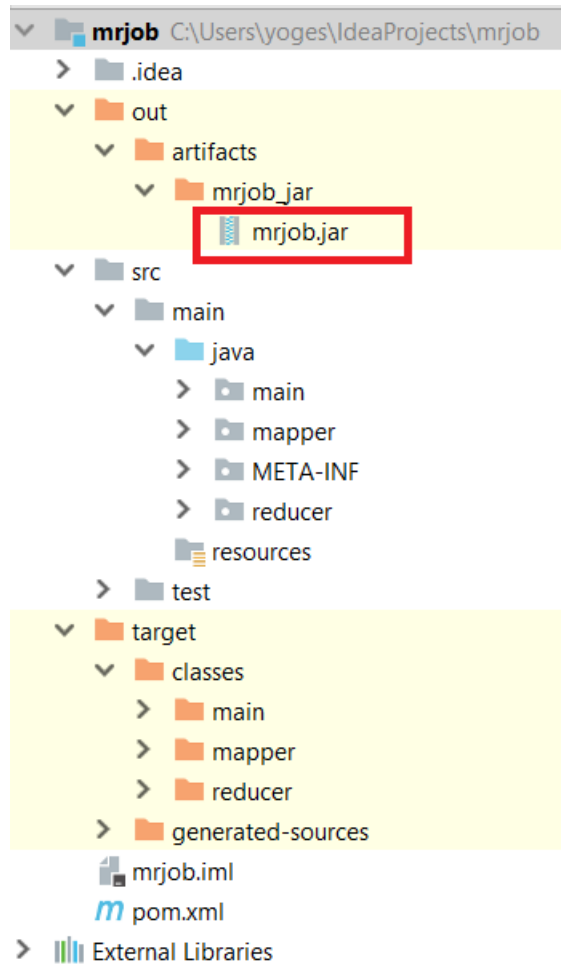 mrjob C:\Users\yoges\IdeaProjects\mrjob
.idea
out
artifacts
mrjob_jar
mrjob.jar
src
main
java
main
mapper
META-INF
reducer
resources
test
target
classes
main
mapper
reducer
generated-sources
mrjob.iml
m pom.xml
External Libraries